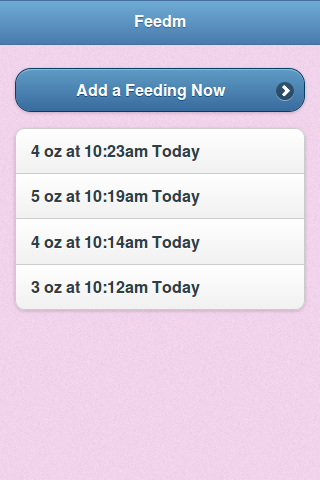 Feedm
Add a Feeding Now
4 oz at 10:23am Today
5 oz at 10:19am Today
4 oz at 10:14am Today
3 oz at 10:12am Today